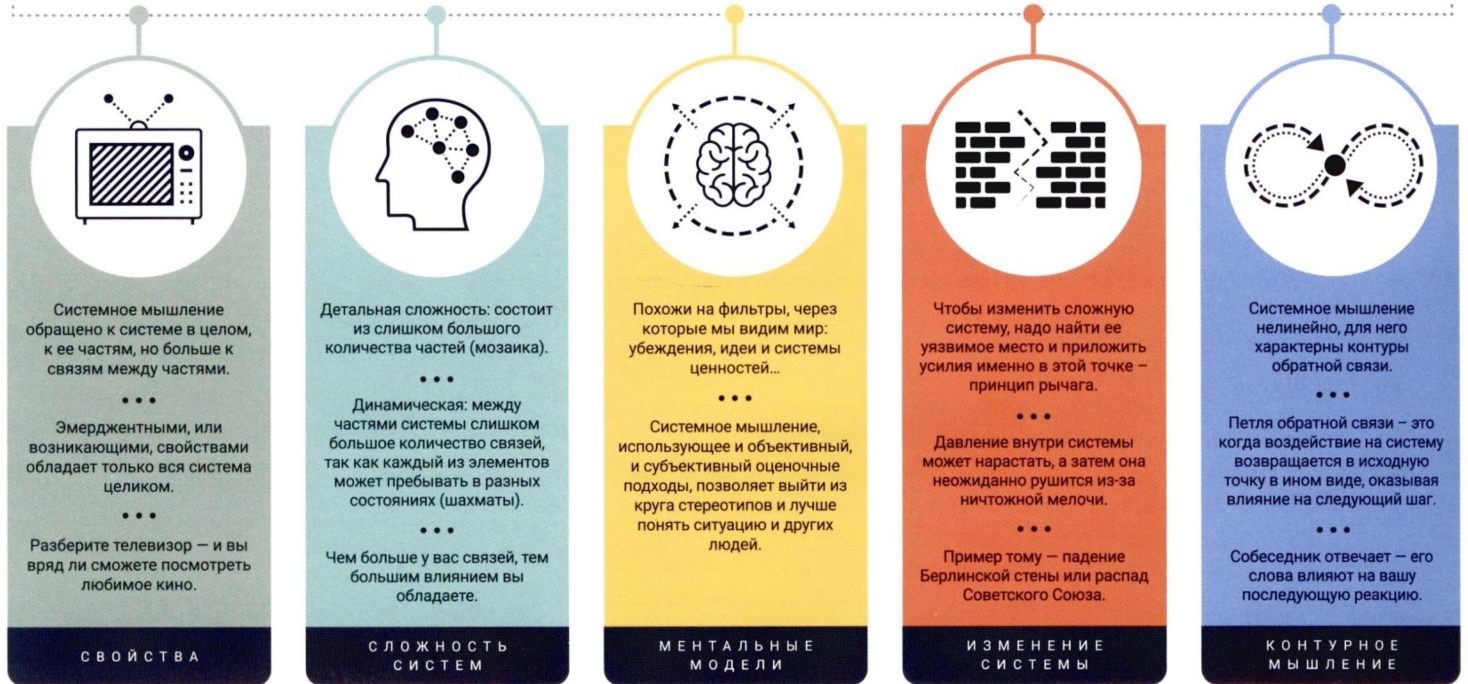 Системное мышление
обращено к системе в целом,
к ее частям, но больше к
связям между частями.
•••
Эмерджентными, или
возникающими, свойствами
обладает только вся система
целиком.
•••
Разберите телевизор — и вы
вряд ли сможете посмотреть
любимое кино.
СВОЙСТВА
Детальная сложность: состоит
из слишком большого
количества частей (мозаика).
•••
Динамическая: между
частями системы слишком
большое количество связей,
так как каждый из элементов
может пребывать в разных
состояниях (шахматы).
•••
Чем больше у вас связей, тем
большим влиянием вы
обладаете.
СЛОЖНОСТЬ
СИСТЕМ
Похожи на фильтры, через
которые мы видим мир:
убеждения, идеи и системы
ценностей...
•••
Системное мышление,
использующее и объективный,
и субъективный оценочные
подходы, позволяет выйти из
круга стереотипов и лучше
понять ситуацию и других
людей.
МЕНТАЛЬНЫЕ
МОДЕЛИ
Чтобы изменить сложную
систему, надо найти ее
уязвимое место и приложить
усилия именно в этой точке –
принцип рычага.
•••
Давление внутри системы
может нарастать, а затем она
неожиданно рушится из-за
ничтожной мелочи.
•••
Пример тому — падение
Берлинской стены или распад
Советского Союза.
ИЗМЕНЕНИЕ
СИСТЕМЫ
Системное мышление
нелинейно, для него
характерны контуры
обратной связи.
•••
Петля обратной связи – это
когда воздействие на систему
возвращается в исходную
точку в ином виде, оказывая
влияние на следующий шаг.
•••
Собеседник отвечает — его
слова влияют на вашу
последующую реакцию.
КОНТУРНОЕ
МЫШЛЕНИЕ